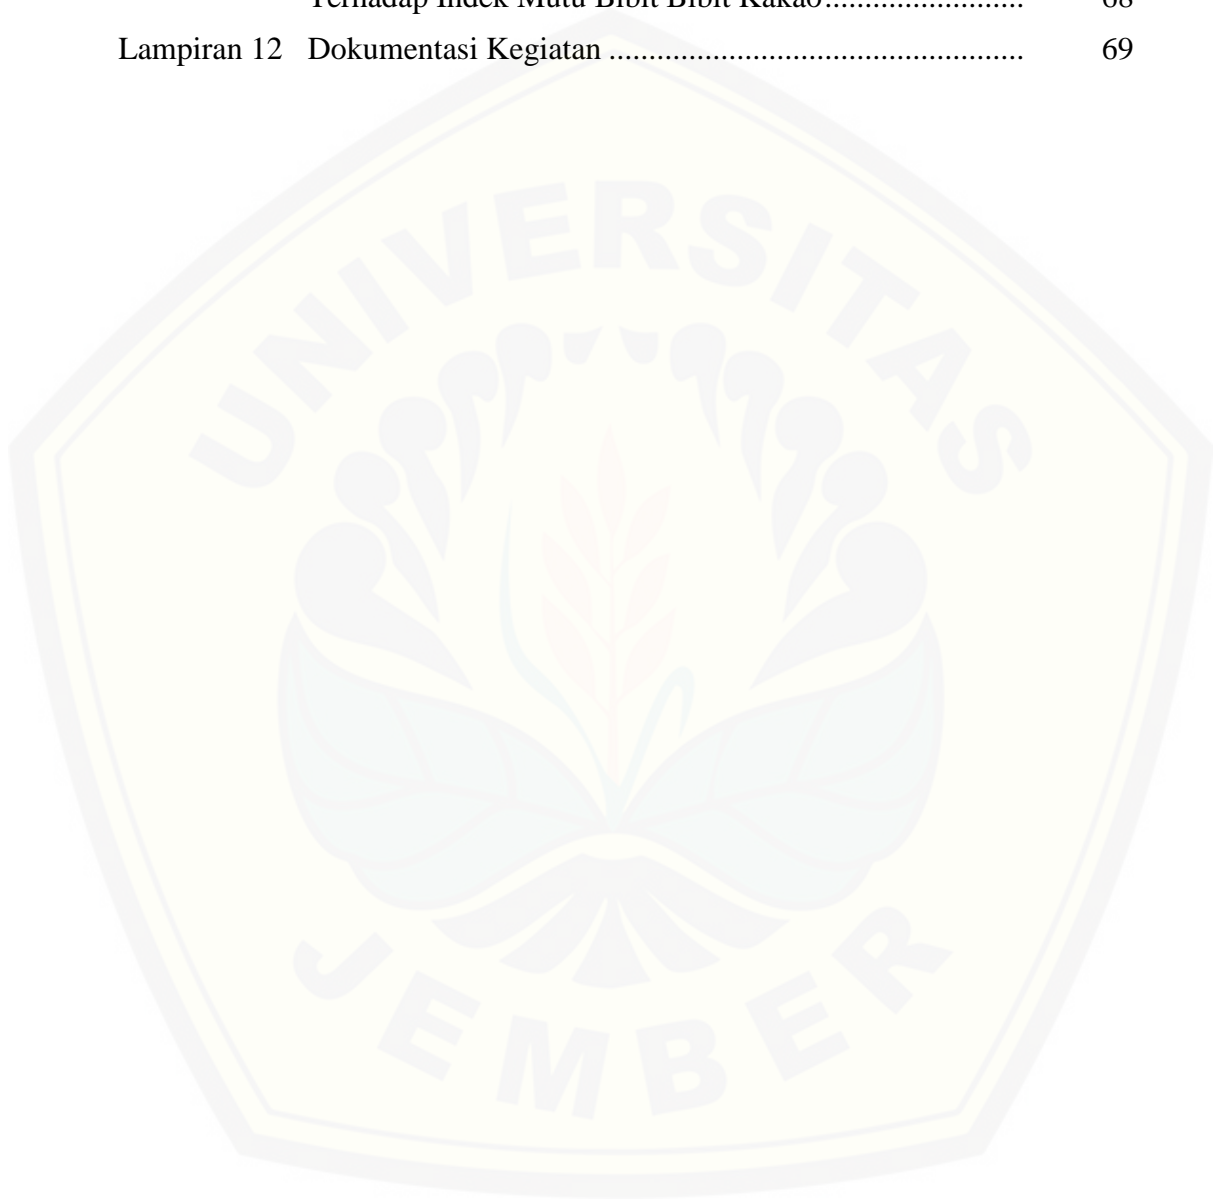 Terhadap Indek Mutu Bibit Bibit Kakao.......................... 68
Lampiran 12 Dokumentasi Kegiatan .................................................... 69
UNIVERSITAS
JEMBER